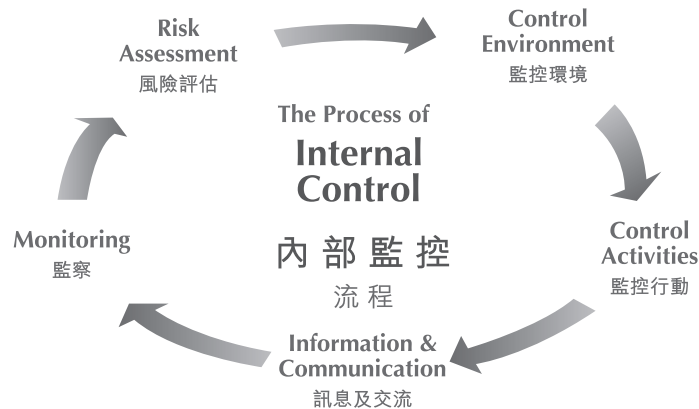 Risk
Assessment
風險評估
Control
Environment
監控環境
The Process of
Internal
Control
內部監控
流程
Monitoring
監察
Control
Activities
監控行動
Information &
Communication
訊息及交流